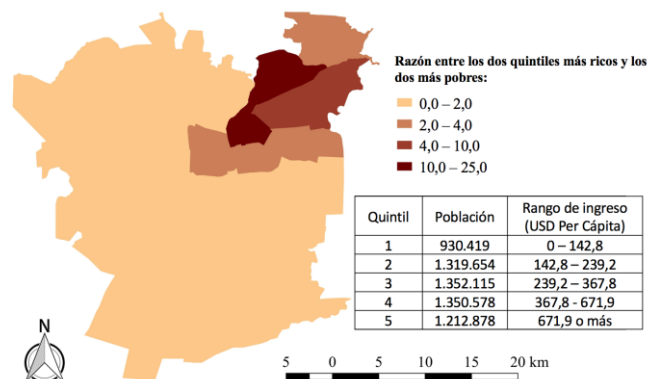 Razón entre los dos quintiles más ricos y los
dos más pobres:
0,0 – 2,0
2,0 – 4,0
4,0 – 10,0
10,0 – 25,0
Quintil Población Rango de ingreso
(USD Per Cápita)
1 930.419 0 – 142,8
2 1.319.654 142,8 – 239,2
3 1.352.115 239,2 – 367,8
4 1.350.578 367,8 - 671,9
5 1.212.878 671,9 o más
N
5 0 5 10 15 20 km